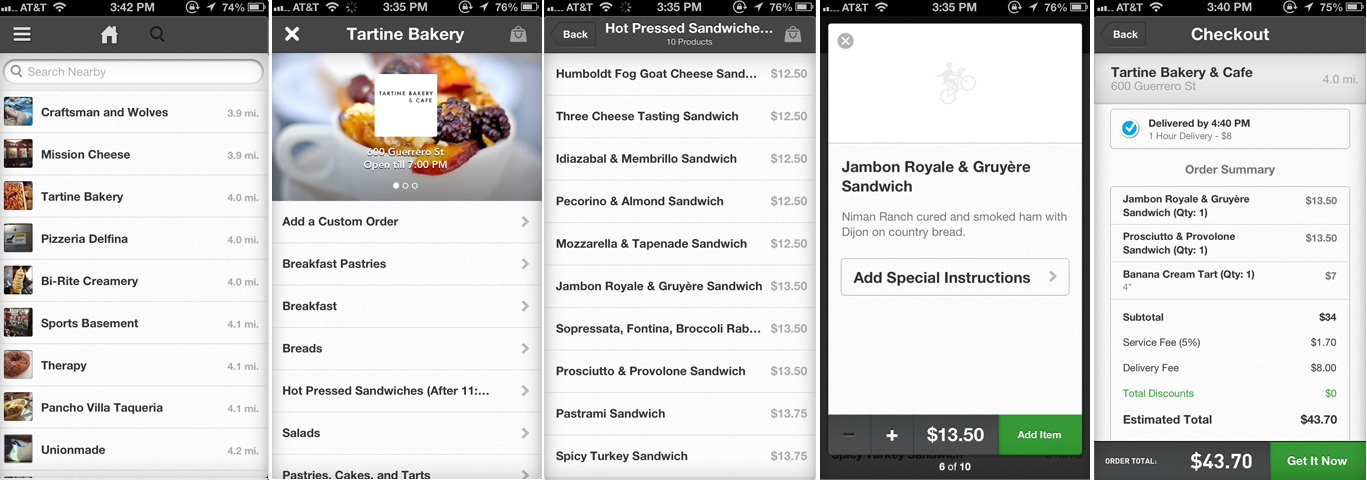 AT&T 3:42 PM 74%
Search Nearby
Craftsman and Wolves 3.9 mi.
Mission Cheese 3.9 mi.
Tartine Bakery 4.0 mi.
Pizzeria Delfina 4.0 mi.
Bi-Rite Creamery 4.0 mi.
Sports Basement 4.1 mi.
Therapy 4.1 mi.
Pancho Villa Taqueria 4.1 mi.
Unionmade 4.2 mi.
AT&T 3:35 PM 76%
Tartine Bakery
TARTINE BAKERY
& CAFE
600 Guerrero St
Open till 7:00 PM
Add a Custom Order
Breakfast Pastries
Breakfast
Breads
Hot Pressed Sandwiches (After 11:...
Salads
Pastries, Cakes, and Tarts
AT&T 3:35 PM 76%
Back
Hot Pressed Sandwiche...
10 Products
Humboldt Fog Goat Cheese Sand... $12.50
Three Cheese Tasting Sandwich $12.50
Idiazabal & Membrillo Sandwich $12.50
Pecorino & Almond Sandwich $12.50
Mozzarella & Tapenade Sandwich $12.50
Jambon Royale & Gruyère Sandwich $13.50
Sopressata, Fontina, Broccoli Rab... $13.50
Prosciutto & Provolone Sandwich $13.50
Pastrami Sandwich $13.75
Spicy Turkey Sandwich $13.75
AT&T 3:35 PM 76%
Jambon Royale & Gruyère
Sandwich
Niman Ranch cured and smoked ham with
Dijon on country bread.
Add Special Instructions
− + $13.50 Add Item
6 of 10
AT&T 3:40 PM 75%
Back Checkout
Tartine Bakery & Cafe 4.0 mi.
600 Guerrero St
Delivered by 4:40 PM
1 Hour Delivery - $8
Order Summary
Jambon Royale & Gruyère $13.50
Sandwich (Qty: 1)
Prosciutto & Provolone $13.50
Sandwich (Qty: 1)
Banana Cream Tart (Qty: 1) $7
4"
Subtotal $34
Service Fee (5%) $1.70
Delivery Fee $8.00
Total Discounts $0
Estimated Total $43.70
ORDER TOTAL: $43.70 Get It Now